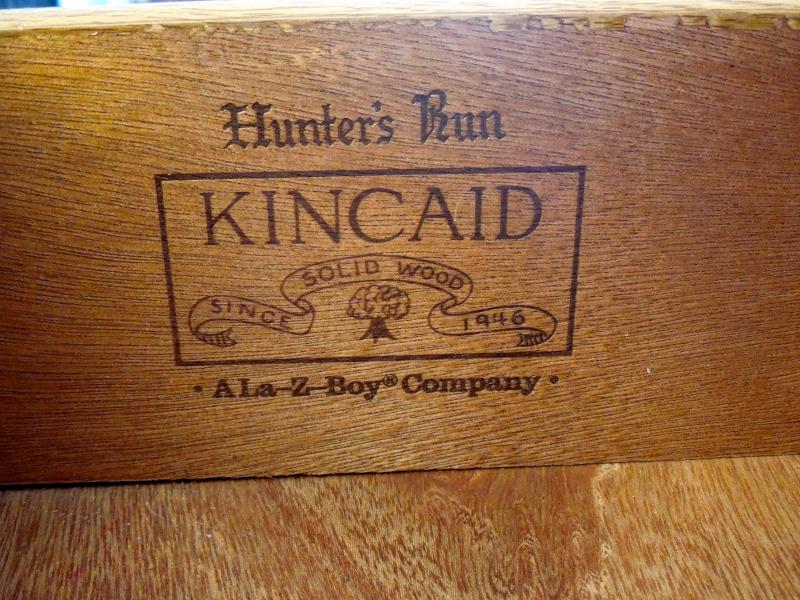 Hunter's Run
KINCAID
SOLID WOOD
SINCE 1946
• A La-Z-Boy® Company •